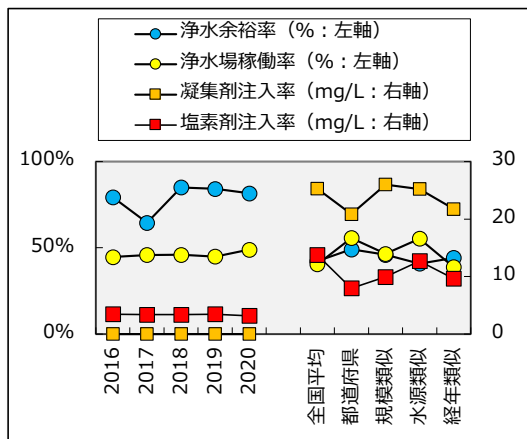 浄水余裕率（%：左軸）
浄水場稼働率（%：左軸）
凝集剤注入率（mg/L：右軸）
塩素剤注入率（mg/L：右軸）
100%
50%
0%
30
20
10
0
2016
2017
2018
2019
2020
全国平均
都道府県
規模類似
水源類似
経年類似